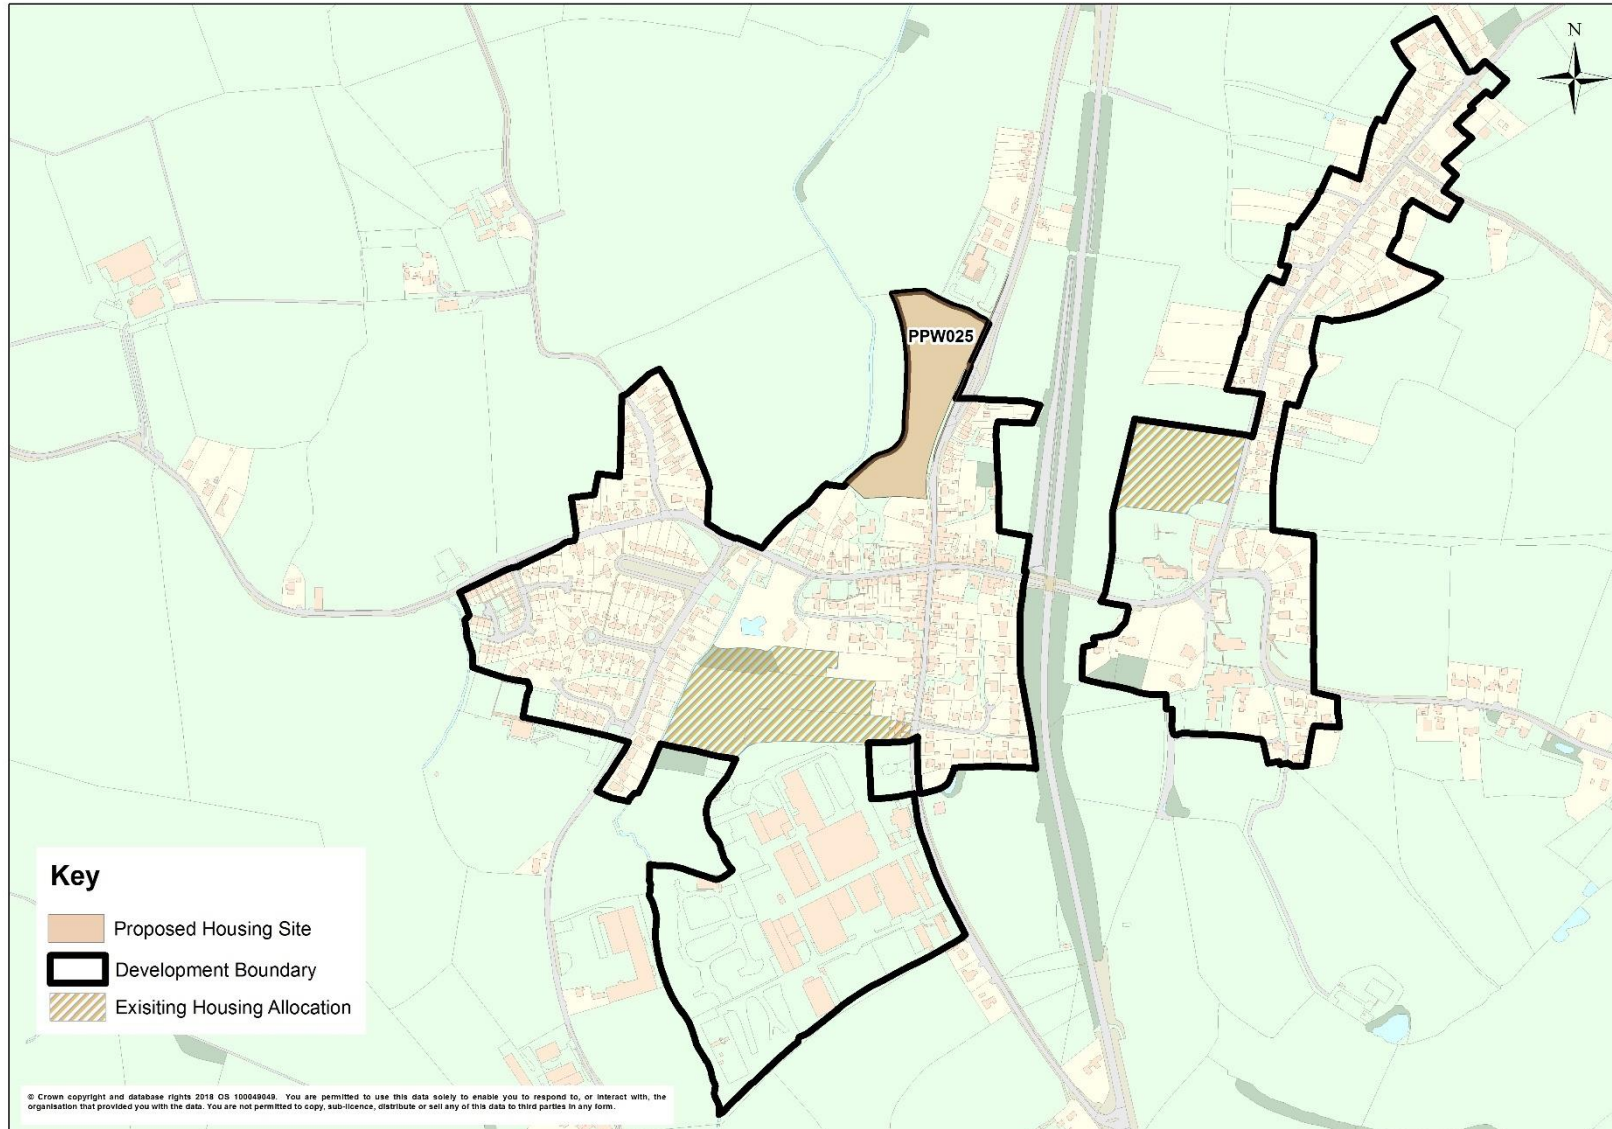 N
PPW025
Key
Proposed Housing Site
Development Boundary
Exisiting Housing Allocation
© Crown copyright and database rights 2018 OS 100049049. You are permitted to use this data solely to enable you to respond to, or interact with, the
organisation that provided you with the data. You are not permitted to copy, sub-licence, distribute or sell any of this data to third parties in any form.